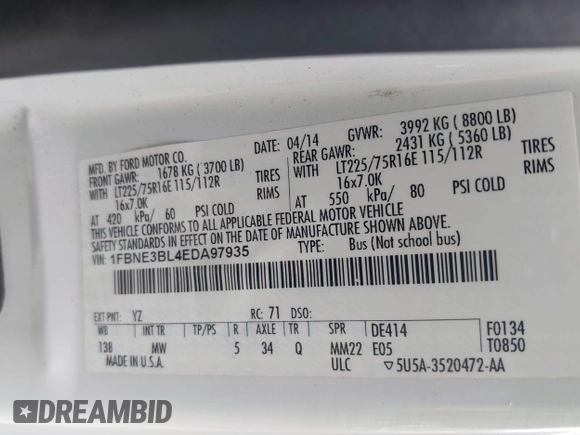 MFD. BY FORD MOTOR CO.
DATE: 04/14
GVWR: 3992 KG ( 8800 LB)
FRONT GAWR: 1678 KG ( 3700 LB)
REAR GAWR: 2431 KG ( 5360 LB)
WITH LT225/75R16E 115/112R TIRES
WITH LT225/75R16E 115/112R TIRES
16x7.0K RIMS
16x7.0K RIMS
AT 420 kPa/ 60 PSI COLD
AT 550 kPa/ 80 PSI COLD
THIS VEHICLE CONFORMS TO ALL APPLICABLE FEDERAL MOTOR VEHICLE
SAFETY STANDARDS IN EFFECT ON THE DATE OF MANUFACTURE SHOWN ABOVE.
VIN: 1FBNE3BL4EDA97935
TYPE: Bus (Not School Bus)
EXT PNT: YZ RC: 71 DSO:
WB INT TR TP/PS R AXLE TR SPR DE414 F0134
138 MW 5 34 Q MM22 E05 T0850
MADE IN U.S.A. ULC ▽5U5A-3520472-AA
DREAMBID